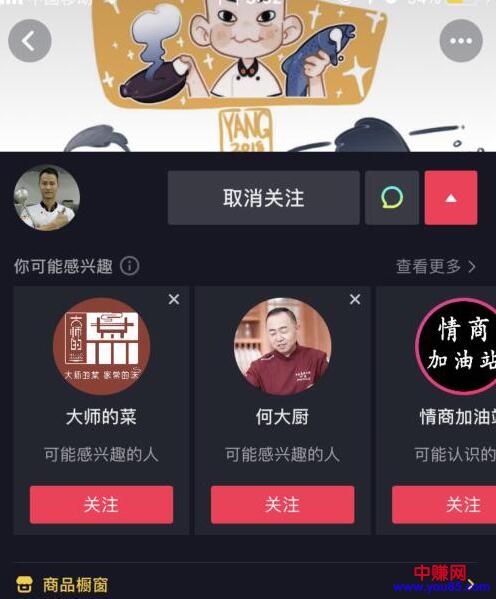 YANG
2018
取消关注
你可能感兴趣
查看更多
大师的
大师的菜 家常的味
大师的菜
可能感兴趣的人
关注
何大厨
可能感兴趣的人
关注
情商
加油站
情商加油站
可能认识的
关注
商品橱窗
中赚网
www.you85.com